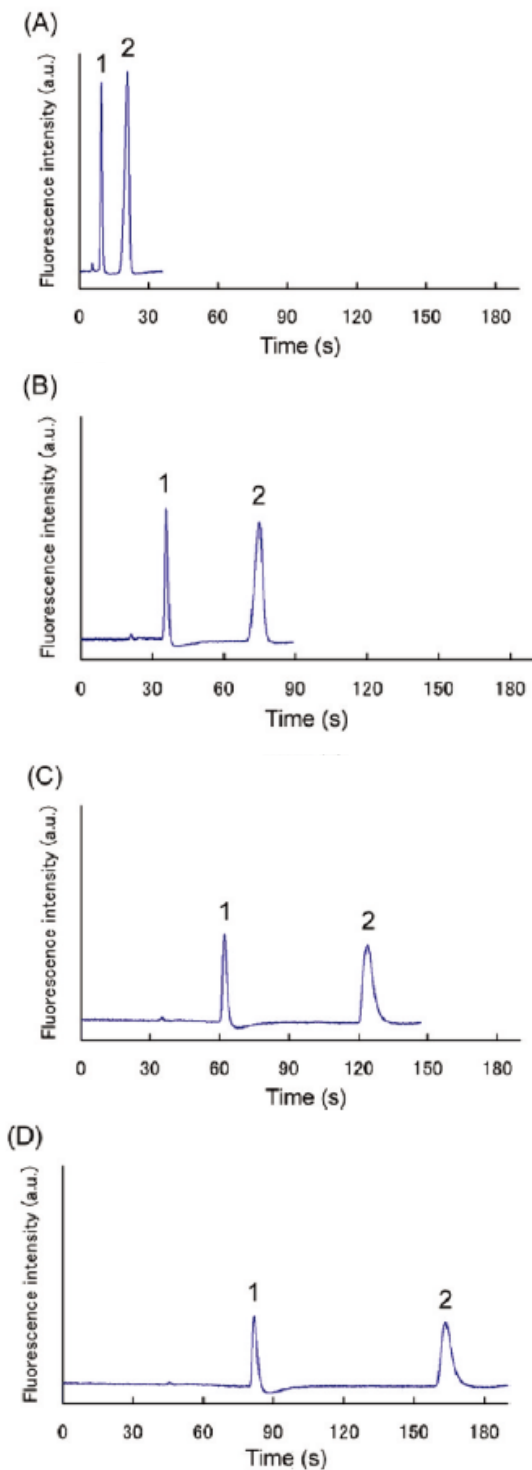 (A)
1 2
Fluorescence intensity (a.u.)
0 30 60 90 120 150 180
Time (s)
(B)
1 2
Fluorescence intensity (a.u.)
0 30 60 90 120 150 180
Time (s)
(C)
1 2
Fluorescence intensity (a.u.)
0 30 60 90 120 150 180
Time (s)
(D)
1 2
Fluorescence intensity (a.u.)
0 30 60 90 120 150 180
Time (s)